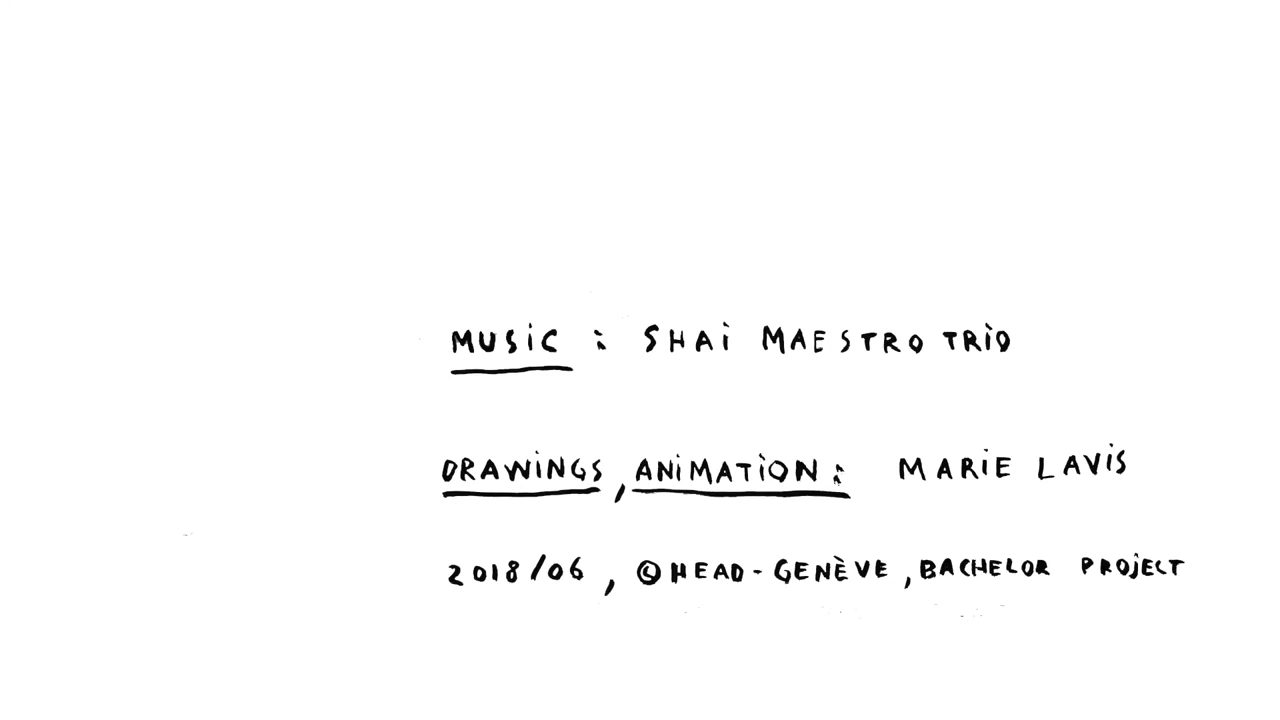 MUSiC : SHAi MAESTRO TRiO
DRAWiNGS, ANiMATiON : MARiE LAViS
2018/06, © HEAD-GENÈVE, BACHELOR PROjECT